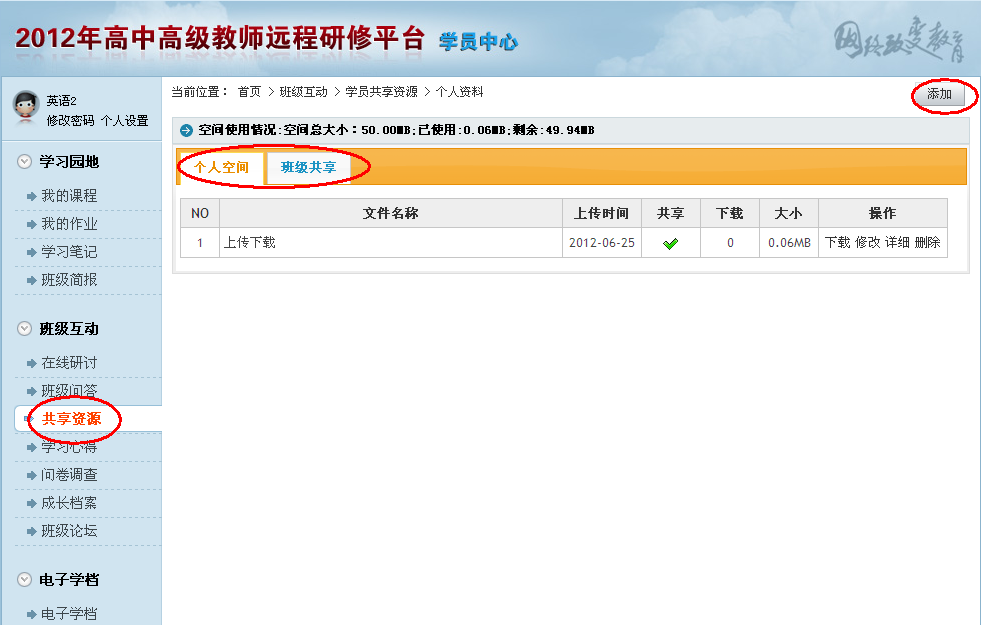 2012年高中高级教师远程研修平台 学员中心
网络改变教育
英语2
修改密码 个人设置
当前位置： 首页 > 班级互动 > 学员共享资源 > 个人资料
添加
空间使用情况:空间总大小：50.00MB;已使用:0.06MB;剩余:49.94MB
个人空间 班级共享
NO 文件名称 上传时间 共享 下载 大小 操作
1 上传下载 2012-06-25 0 0.06MB 下载 修改 详细 删除
学习园地
我的课程
我的作业
学习笔记
班级简报
班级互动
在线研讨
班级问答
共享资源
学习心得
问卷调查
成长档案
班级论坛
电子学档
电子学档